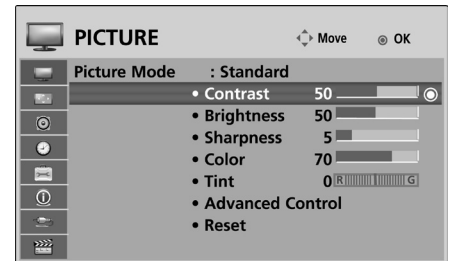 PICTURE Move OK
Picture Mode : Standard
• Contrast 50
• Brightness 50
• Sharpness 5
• Color 70
• Tint 0 R G
• Advanced Control
• Reset